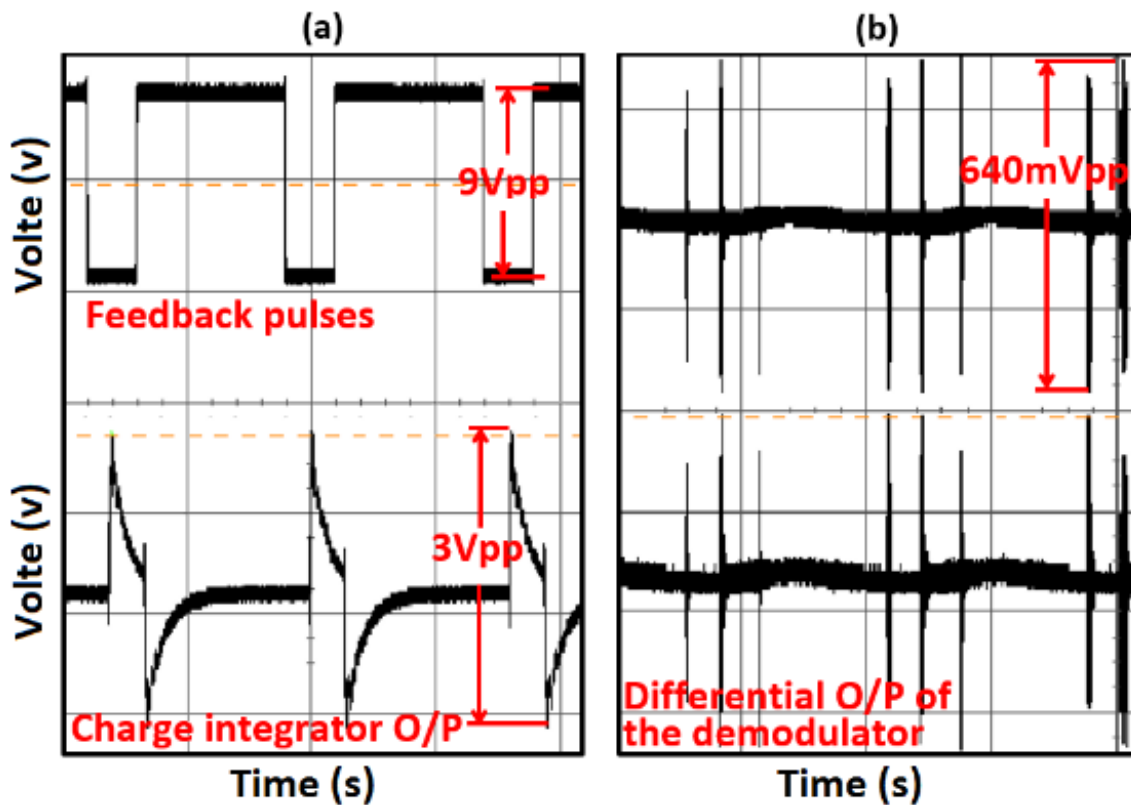 (a)
(b)
Volte (v)
9Vpp
Feedback pulses
640mVpp
Volte (v)
3Vpp
Charge integrator O/P
Differential O/P of
the demodulator
Time (s)
Time (s)